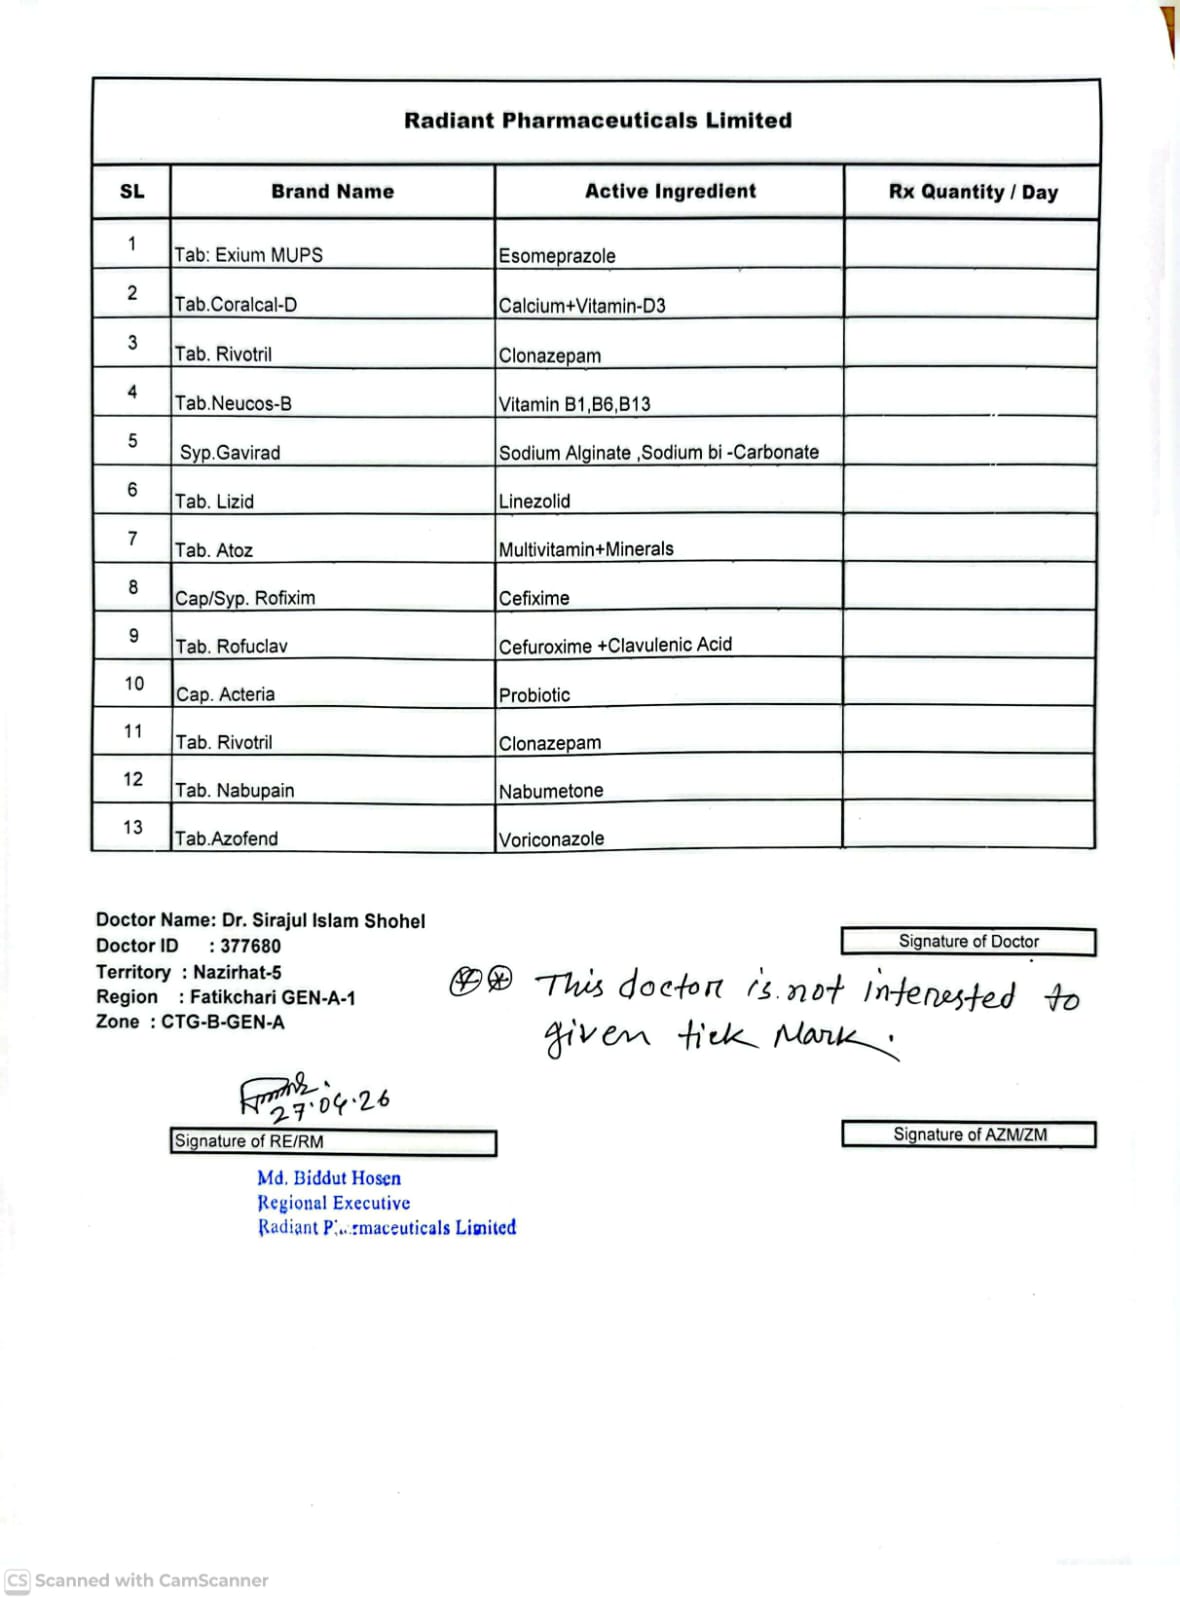 Radiant Pharmaceuticals Limited
SL Brand Name Active Ingredient Rx Quantity / Day
1 Tab: Exium MUPS Esomeprazole
2 Tab.Coralcal-D Calcium+Vitamin-D3
3 Tab. Rivotril Clonazepam
4 Tab.Neucos-B Vitamin B1,B6,B13
5 Syp.Gavirad Sodium Alginate ,Sodium bi -Carbonate
6 Tab. Lizid Linezolid
7 Tab. Atoz Multivitamin+Minerals
8 Cap/Syp. Rofixim Cefixime
9 Tab. Rofuclav Cefuroxime +Clavulenic Acid
10 Cap. Acteria Probiotic
11 Tab. Rivotril Clonazepam
12 Tab. Nabupain Nabumetone
13 Tab.Azofend Voriconazole
Doctor Name: Dr. Sirajul Islam Shohel
Doctor ID : 377680
Territory : Nazirhat-5
Region : Fatikchari GEN-A-1
Zone : CTG-B-GEN-A
Signature of Doctor
This doctor is not interested to
given tick Mark.
27.04.26
Signature of RE/RM
Signature of AZM/ZM
Md. Biddut Hosen
Regional Executive
Radiant Pharmaceuticals Limited
CS Scanned with CamScanner